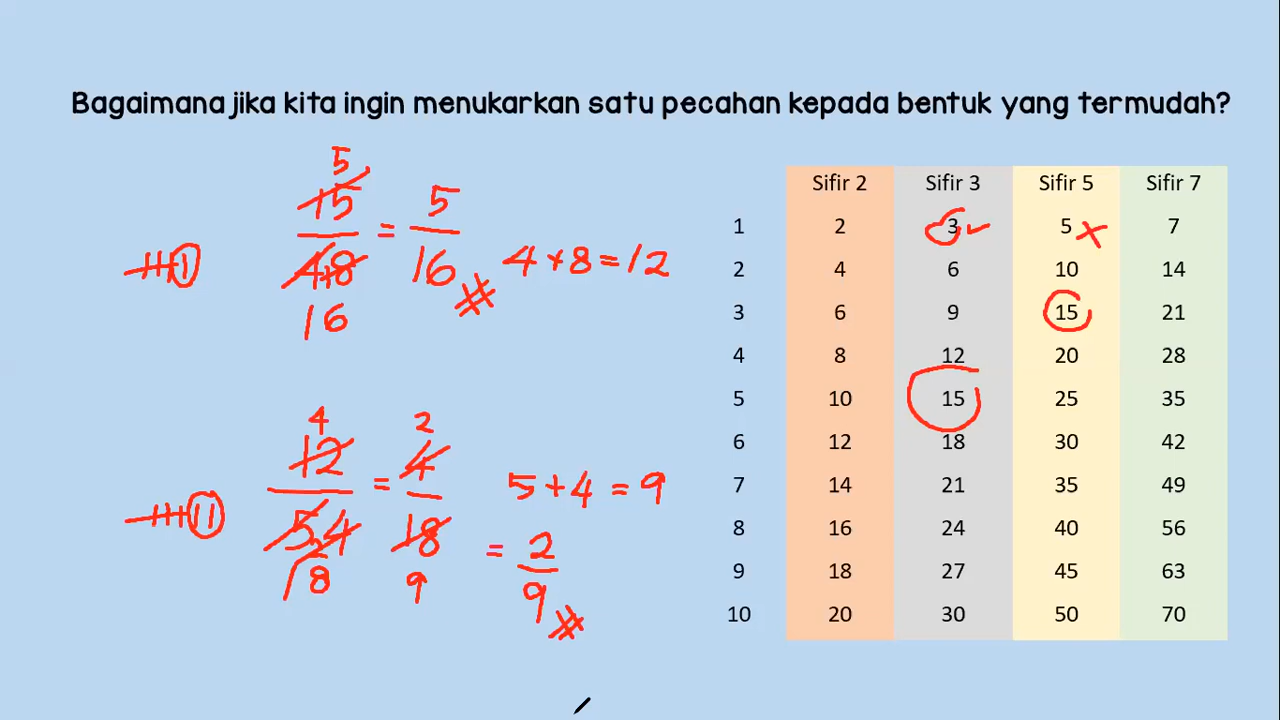 Bagaimana jika kita ingin menukarkan satu pecahan kepada bentuk yang termudah?
5
15 5
= 
48 16
16
4 + 8 = 12
4 2
12 4
= 
54 18
18 9
5 + 4 = 9
= 2
9
Sifir 2 Sifir 3 Sifir 5 Sifir 7
1 2 3 5 7
2 4 6 10 14
3 6 9 15 21
4 8 12 20 28
5 10 15 25 35
6 12 18 30 42
7 14 21 35 49
8 16 24 40 56
9 18 27 45 63
10 20 30 50 70